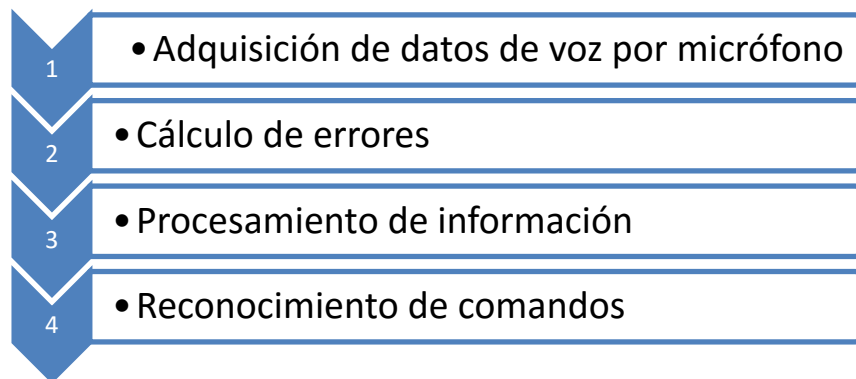 1 • Adquisición de datos de voz por micrófono
2 • Cálculo de errores
3 • Procesamiento de información
4 • Reconocimiento de comandos